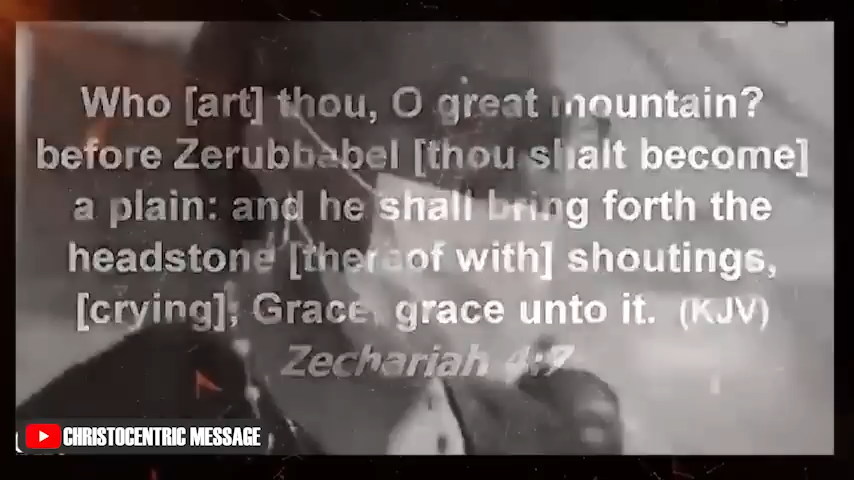 Who [art] thou, O great mountain?
before Zerubbabel [thou shalt become]
a plain: and he shall bring forth the
headstone [thereof with] shoutings,
[crying]; Grace, grace unto it. (KJV)
Zechariah 4:7
CHRISTOCENTRIC MESSAGE